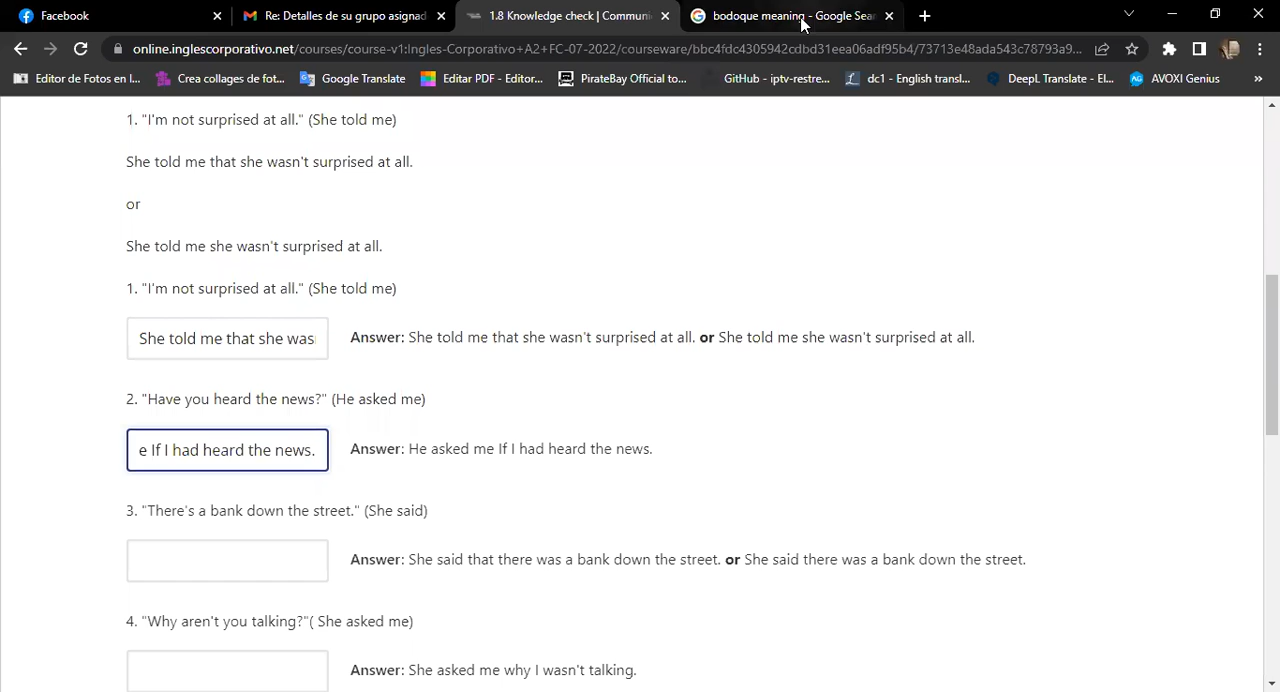 Facebook
Re: Detalles de su grupo asignad
1.8 Knowledge check | Communi
bodoque meaning - Google Sear
online.inglescorporativo.net/courses/course-v1:Ingles-Corporativo+A2+FC-07-2022/courseware/bbc4fdc4305942cdbd31eea06adf95b4/73713e48ada543c78793a9...
Editor de Fotos en l...
Crea collages de fot...
Google Translate
Editar PDF - Editor...
PirateBay Official to...
GitHub - iptv-restre...
dc1 - English transl...
DeepL Translate - El...
AVOXI Genius
1. "I'm not surprised at all." (She told me)
She told me that she wasn't surprised at all.
or
She told me she wasn't surprised at all.
1. "I'm not surprised at all." (She told me)
She told me that she was
Answer: She told me that she wasn't surprised at all. or She told me she wasn't surprised at all.
2. "Have you heard the news?" (He asked me)
e If I had heard the news.
Answer: He asked me If I had heard the news.
3. "There's a bank down the street." (She said)
Answer: She said that there was a bank down the street. or She said there was a bank down the street.
4. "Why aren't you talking?"( She asked me)
Answer: She asked me why I wasn't talking.